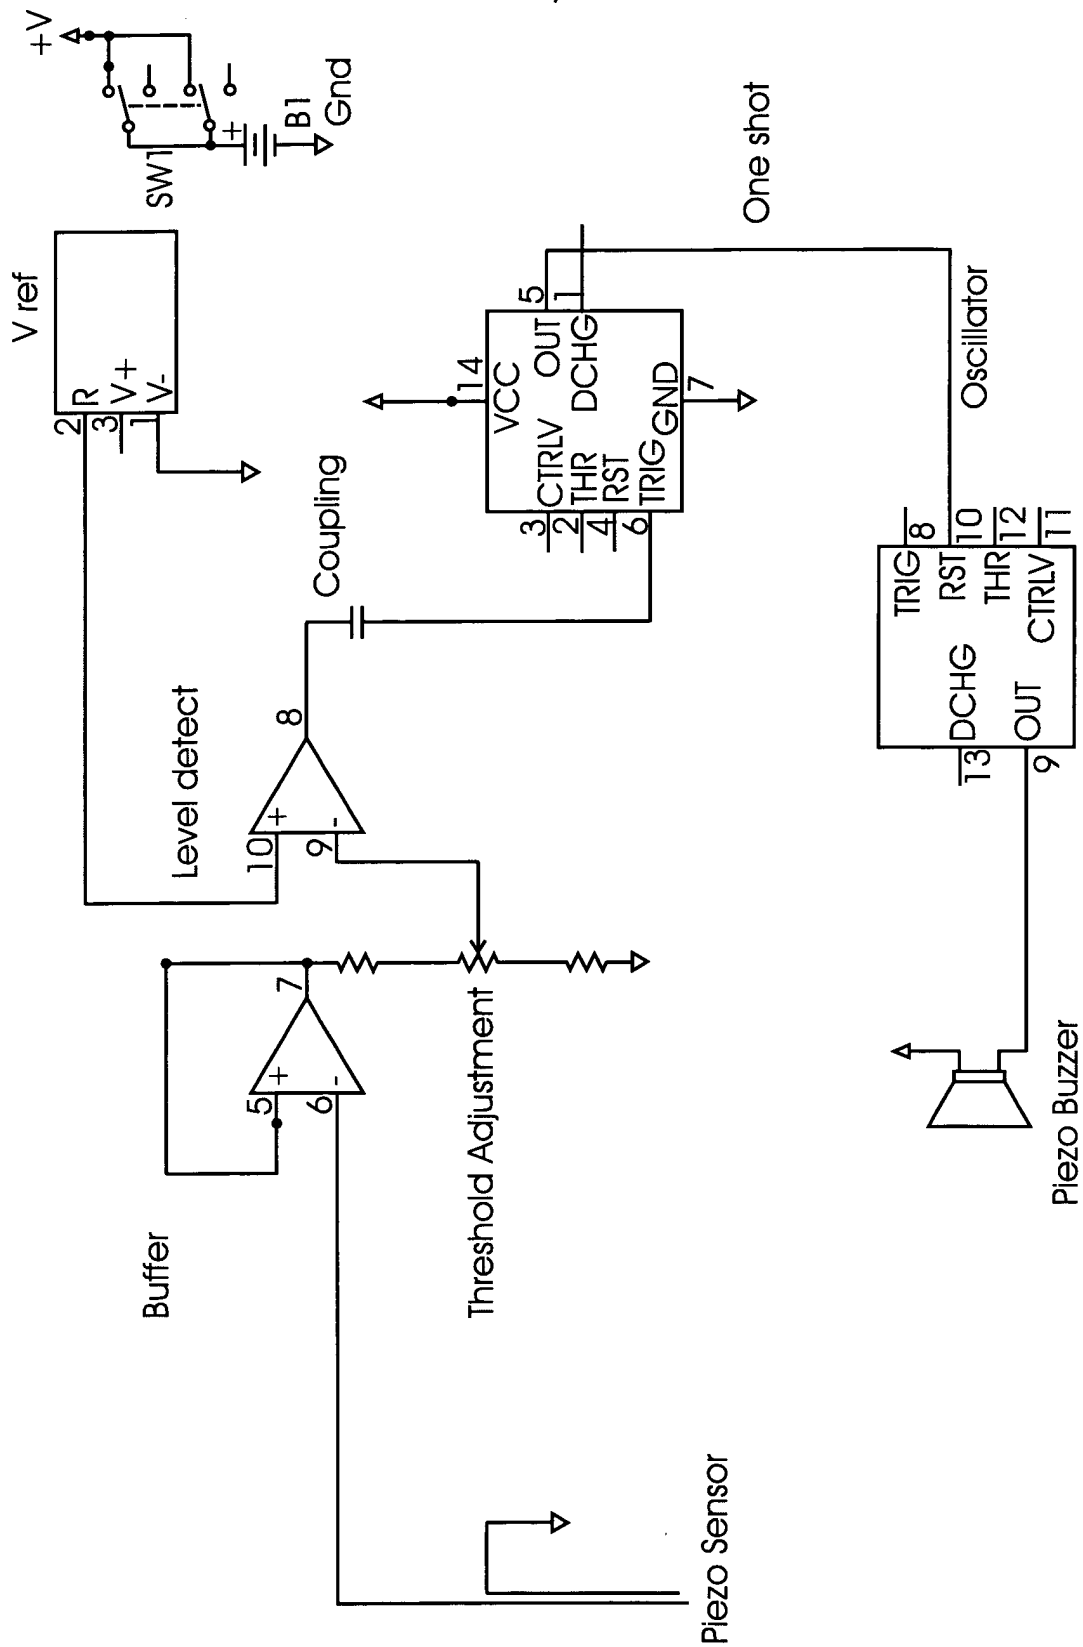 +V
SW1
+
B1
Gnd
V ref
2
R
3
V+
1
V-
Level detect
10
+
9
-
8
Coupling
Buffer
5
+
6
-
7
Threshold Adjustment
Piezo Sensor
14
VCC
3
CTRLV
2
THR
4
RST
6
TRIG
OUT
5
DCHG
1
GND
7
One shot
Oscillator
TRIG
8
RST
10
THR
12
CTRLV
11
DCHG
13
OUT
9
Piezo Buzzer